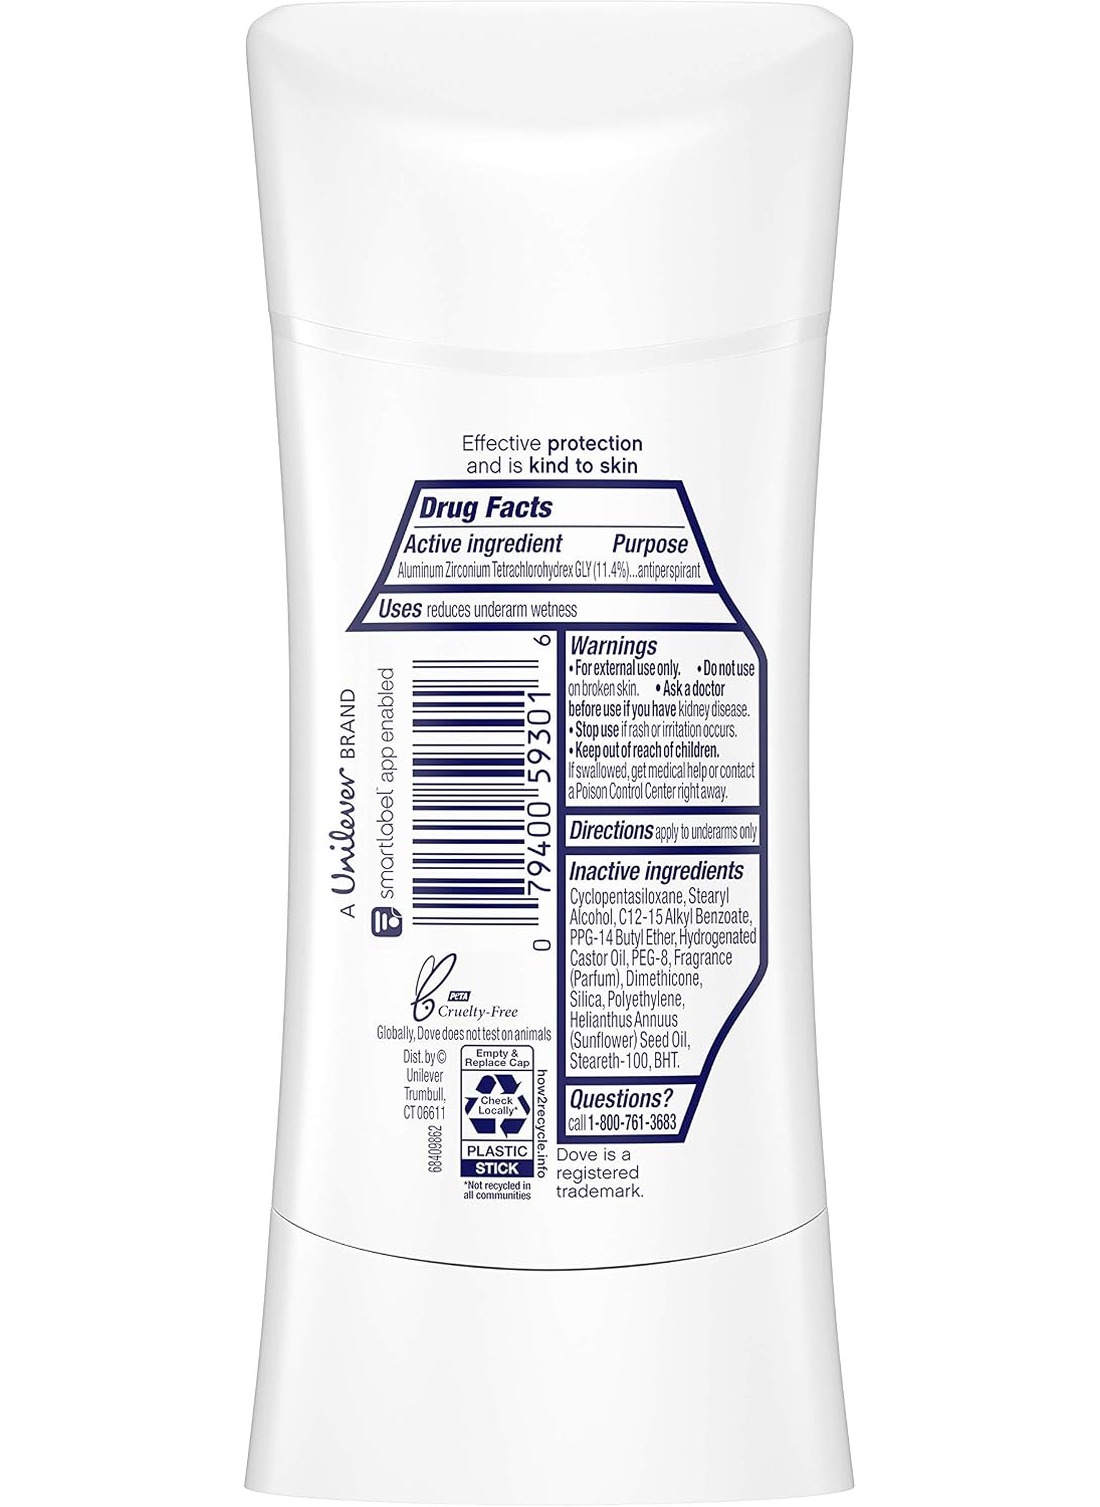 Effective protection
and is kind to skin
Drug Facts
Active ingredient Purpose
Aluminum Zirconium Tetrachlorohydrex GLY (11.4%)...antiperspirant
Uses reduces underarm wetness
Warnings
• For external use only. • Do not use
on broken skin. • Ask a doctor
before use if you have kidney disease.
• Stop use if rash or irritation occurs.
• Keep out of reach of children.
If swallowed, get medical help or contact
a Poison Control Center right away.
Directions apply to underarms only
Inactive ingredients
Cyclopentasiloxane, Stearyl
Alcohol, C12-15 Alkyl Benzoate,
PPG-14 Butyl Ether, Hydrogenated
Castor Oil, PEG-8, Fragrance
(Parfum), Dimethicone,
Silica, Polyethylene,
Helianthus Annuus
(Sunflower) Seed Oil,
Steareth-100, BHT.
Questions?
call 1-800-761-3683
Dove is a
registered
trademark.
A Unilever BRAND
smartlabel app enabled
0 79400 59301 6
PETA
Cruelty-Free
Globally, Dove does not test on animals
Dist. by ©
Unilever
Trumbull,
CT 06611
68409862
Empty &
Replace Cap
Check
Locally*
PLASTIC
STICK
*Not recycled in
all communities
how2recycle.info